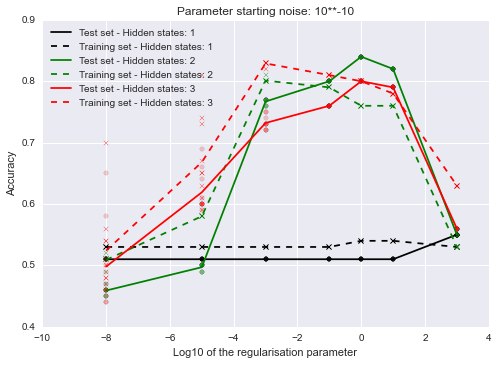 Parameter starting noise: 10**-10
0.9
0.8
0.7
0.6
0.5
0.4
Accuracy
Test set - Hidden states: 1
Training set - Hidden states: 1
Test set - Hidden states: 2
Training set - Hidden states: 2
Test set - Hidden states: 3
Training set - Hidden states: 3
−10 −8 −6 −4 −2 0 2 4
Log10 of the regularisation parameter